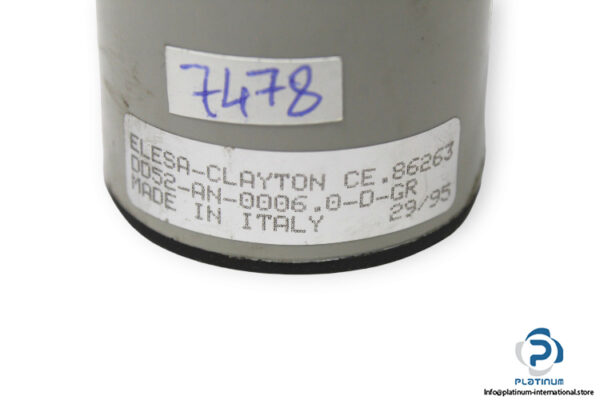 7478
ELESA-CLAYTON CE.86263
DD52-AN-0006.0-D-GR
MADE IN ITALY 29/95
PLATINUM
Info@platinum-international.store